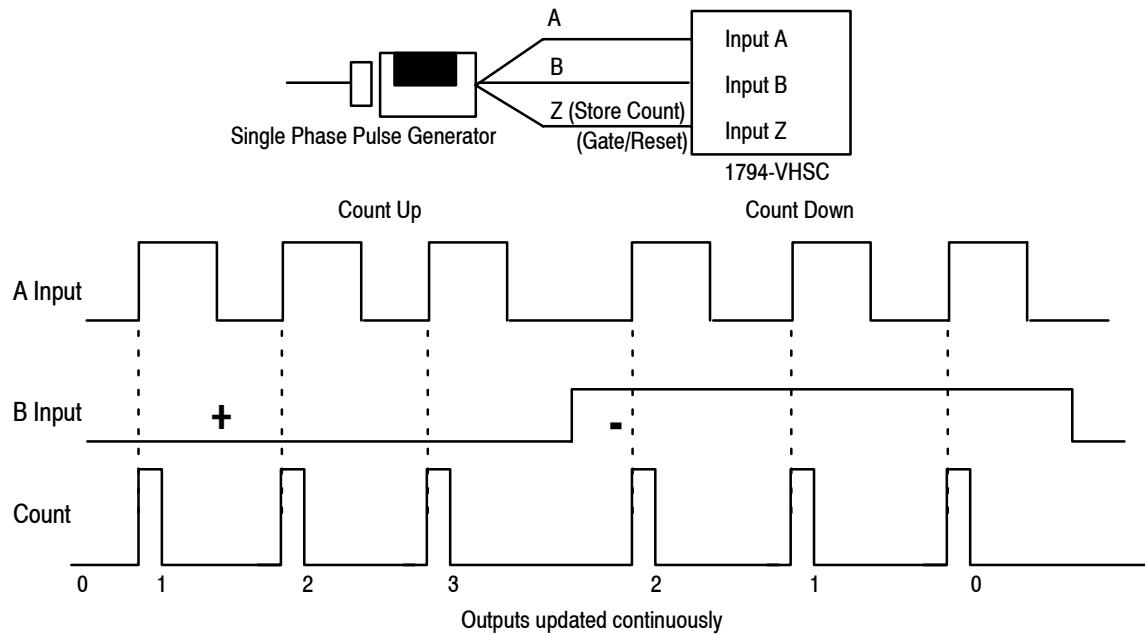 A
Input A
B
Input B
Z (Store Count)
Input Z
(Gate/Reset)
Single Phase Pulse Generator
1794-VHSC
Count Up
Count Down
A Input
B Input
+
-
Count
0
1
2
3
2
1
0
Outputs updated continuously